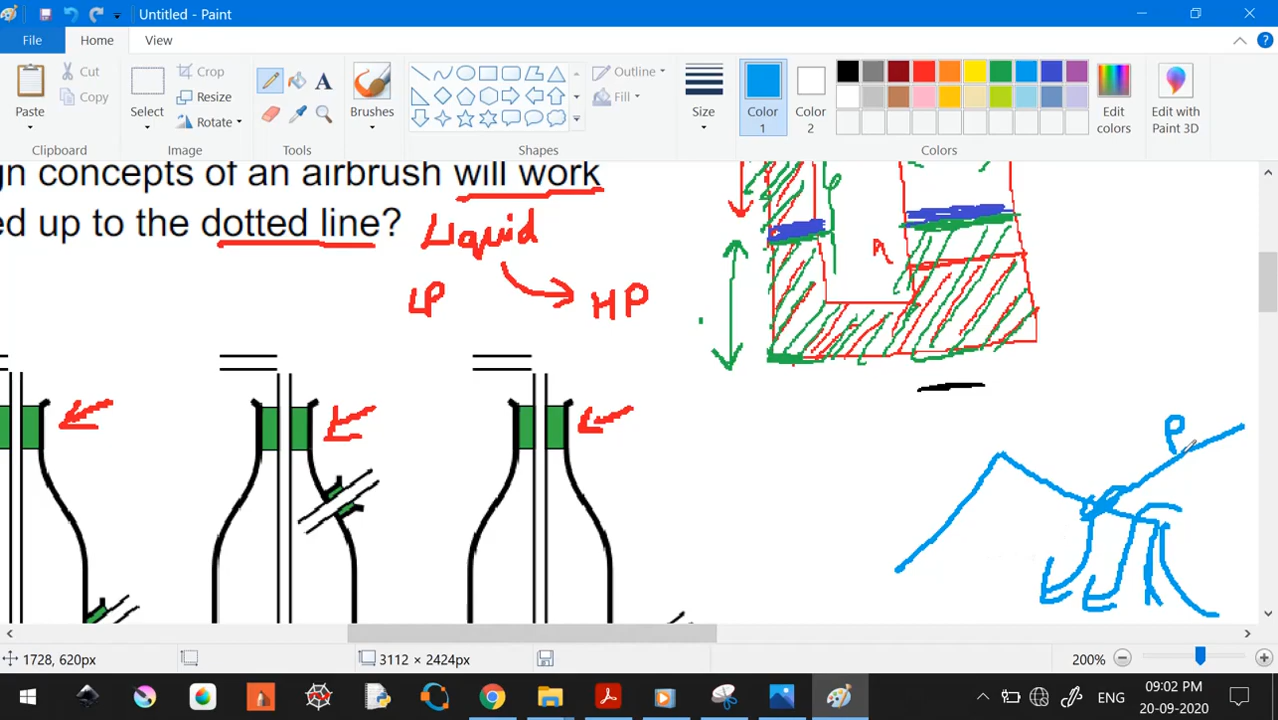 Untitled - Paint
File
Home
View
Paste
Cut
Copy
Clipboard
Select
Crop
Resize
Rotate
Image
A
Tools
Brushes
Shapes
Outline
Fill
Size
Color 1
Color 2
Edit colors
Colors
Edit with Paint 3D
gn concepts of an airbrush will work
ed up to the dotted line?
Liquid
LP
HP
P
1728, 620px
3112 × 2424px
200%
ENG
09:02 PM
20-09-2020